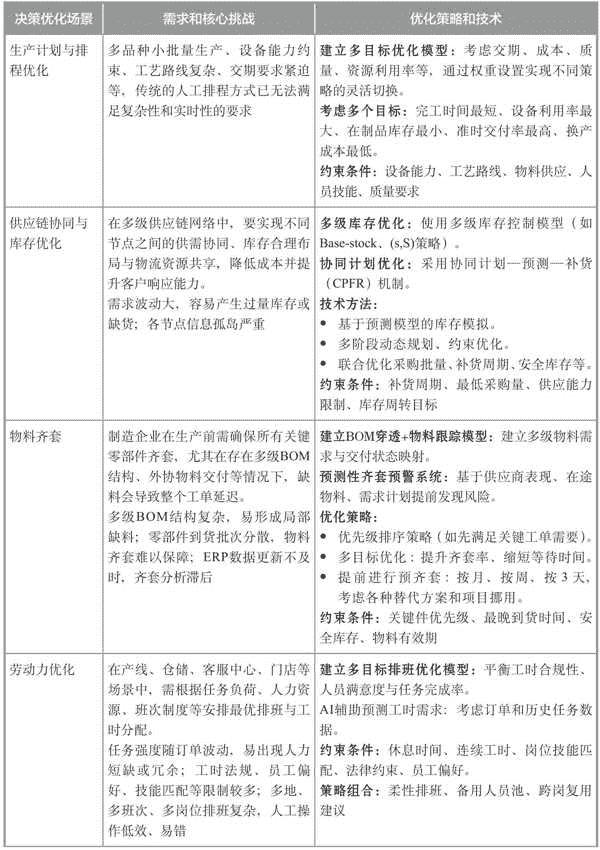 决策优化场景
需求和核心挑战
优化策略和技术
生产计划与排
程优化
多品种小批量生产、设备能力约
束、工艺路线复杂、交期要求紧迫
等，传统的人工排程方式已无法满
足复杂性和实时性的要求
建立多目标优化模型：考虑交期、成本、质
量、资源利用率等，通过权重设置实现不同策
略的灵活切换。
考虑多个目标：完工时间最短、设备利用率最
大、在制品库存最小、准时交付率最高、换产
成本最低。
约束条件：设备能力、工艺路线、物料供应、人
员技能、质量要求
供应链协同与
库存优化
在多级供应链网络中，要实现不同
节点之间的供需协同、库存合理布
局与物流资源共享，降低成本并提
升客户响应能力。
需求波动大，容易产生过量库存或
缺货；各节点信息孤岛严重
多级库存优化：使用多级库存控制模型（如
Base-stock、(s,S)策略）。
协同计划优化：采用协同计划—预测—补货
（CPFR）机制。
技术方法：
● 基于预测模型的库存模拟。
● 多阶段动态规划、约束优化。
● 联合优化采购批量、补货周期、安全库存等。
约束条件：补货周期、最低采购量、供应能力
限制、库存周转目标
物料齐套
制造企业在生产前需确保所有关键
零部件齐套，尤其在存在多级BOM
结构、外协物料交付等情况下，缺
料会导致整个工单延迟。
多级BOM结构复杂，易形成局部
缺料；零部件到货批次分散，物料
齐套难以保障；ERP数据更新不及
时，齐套分析滞后
建立BOM穿透+物料跟踪模型：建立多级物料需
求与交付状态映射。
预测性齐套预警系统：基于供应商表现、在途
物料、需求计划提前发现风险。
优化策略：
● 优先级排序策略（如先满足关键工单需要）。
● 多目标优化：提升齐套率、缩短等待时间。
● 提前进行预齐套：按月、按周、按 3 天，
考虑各种替代方案和项目挪用。
约束条件：关键件优先级、最晚到货时间、安
全库存、物料有效期
劳动力优化
在产线、仓储、客服中心、门店等
场景中，需根据任务负荷、人力资
源、班次制度等安排最优排班与工
时分配。
任务强度随订单波动，易出现人力
短缺或冗余；工时法规、员工偏
好、技能匹配等限制较多；多地、
多班次、多岗位排班复杂，人工操
作低效、易错
建立多目标排班优化模型：平衡工时合规性、
人员满意度与任务完成率。
AI辅助预测工时需求：考虑订单和历史任务数
据。
约束条件：休息时间、连续工时、岗位技能匹
配、法律约束、员工偏好。
策略组合：柔性排班、备用人员池、跨岗复用
建议